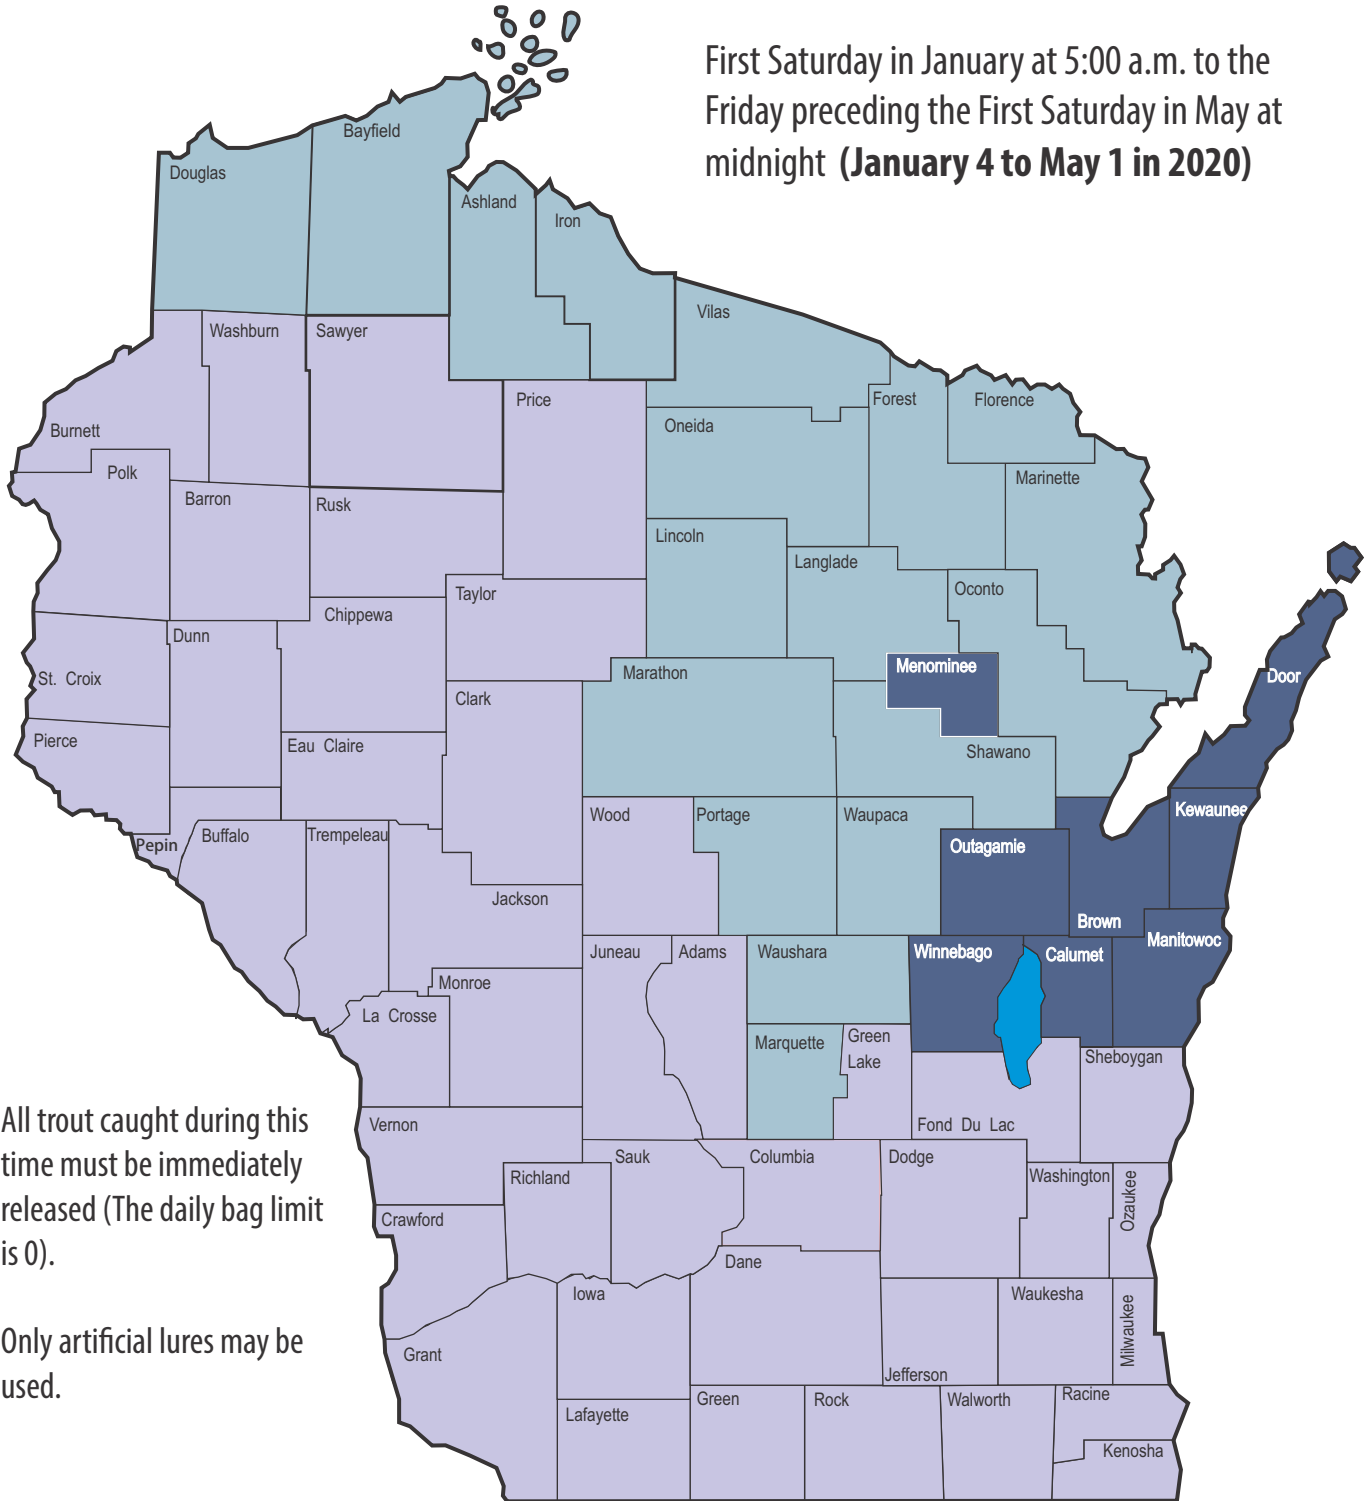 First Saturday in January at 5:00 a.m. to the
Friday preceding the First Saturday in May at
midnight (January 4 to May 1 in 2020)
Bayfield
Douglas
Ashland
Iron
Vilas
Washburn
Sawyer
Price
Forest
Florence
Burnett
Oneida
Polk
Marinette
Barron
Rusk
Lincoln
Langlade
Oconto
Taylor
Chippewa
Dunn
Menominee
Marathon
Door
St. Croix
Clark
Pierce
Eau Claire
Shawano
Wood
Portage
Waupaca
Kewaunee
Buffalo
Trempeleau
Pepin
Outagamie
Jackson
Brown
Manitowoc
Juneau
Adams
Waushara
Winnebago
Calumet
Monroe
La Crosse
Marquette
Green
Lake
Sheboygan
All trout caught during this
time must be immediately
released (The daily bag limit
is 0).
Vernon
Fond Du Lac
Sauk
Columbia
Dodge
Richland
Washington
Ozaukee
Crawford
Dane
Iowa
Waukesha
Milwaukee
Only artificial lures may be
used.
Grant
Jefferson
Lafayette
Green
Rock
Walworth
Racine
Kenosha